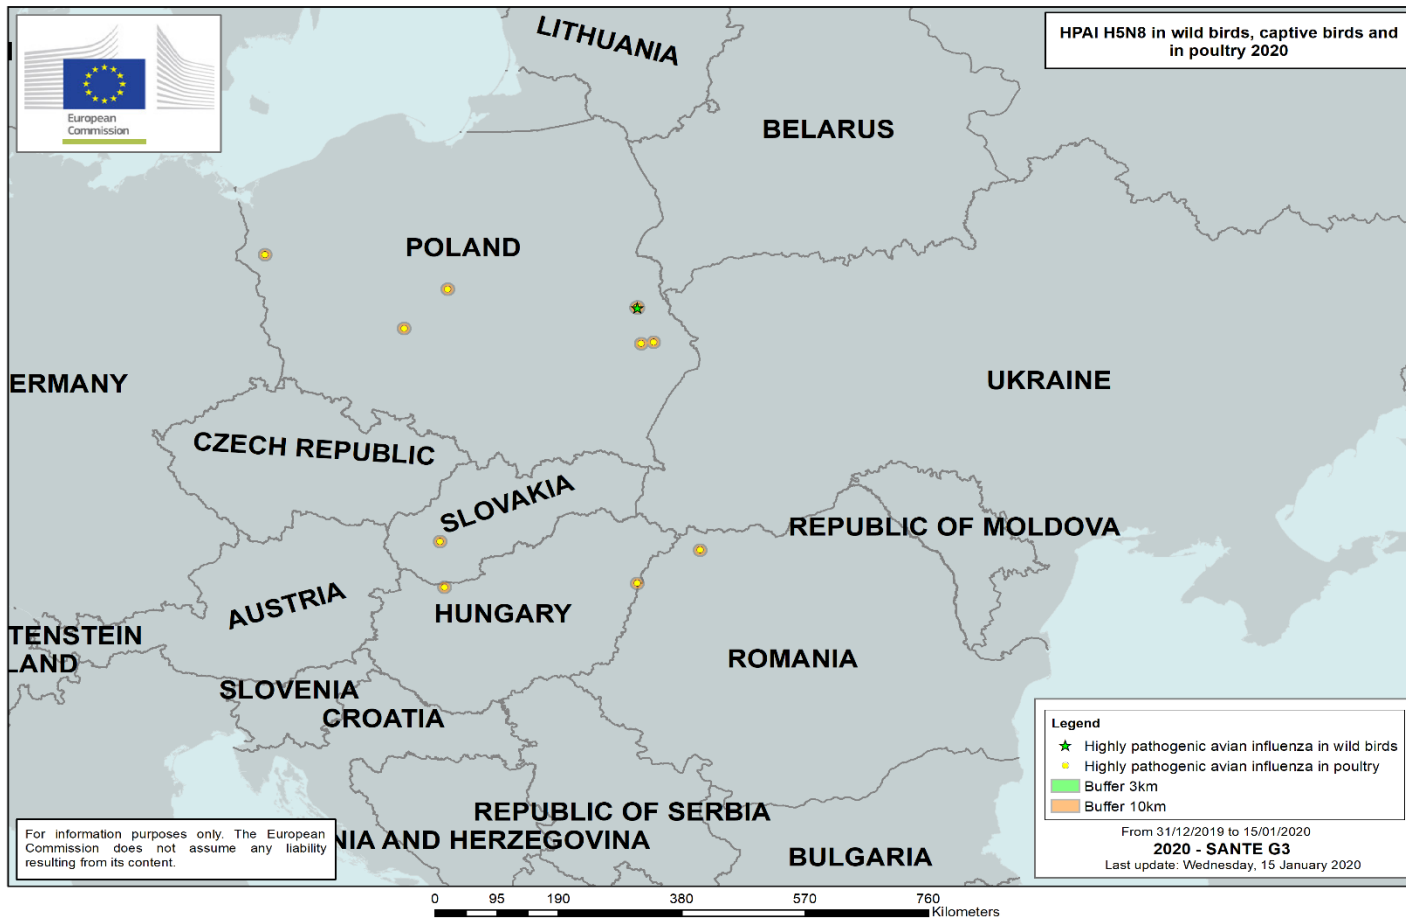 European
Commission
HPAI H5N8 in wild birds, captive birds and
in poultry 2020
LITHUANIA
BELARUS
POLAND
ERMANY
UKRAINE
CZECH REPUBLIC
SLOVAKIA
REPUBLIC OF MOLDOVA
AUSTRIA
HUNGARY
TENSTEIN
LAND
ROMANIA
SLOVENIA
CROATIA
REPUBLIC OF SERBIA
NIA AND HERZEGOVINA
BULGARIA
For information purposes only. The European
Commission does not assume any liability
resulting from its content.
Legend
Highly pathogenic avian influenza in wild birds
Highly pathogenic avian influenza in poultry
Buffer 3km
Buffer 10km
From 31/12/2019 to 15/01/2020
2020 - SANTE G3
Last update: Wednesday, 15 January 2020
0 95 190 380 570 760
Kilometers